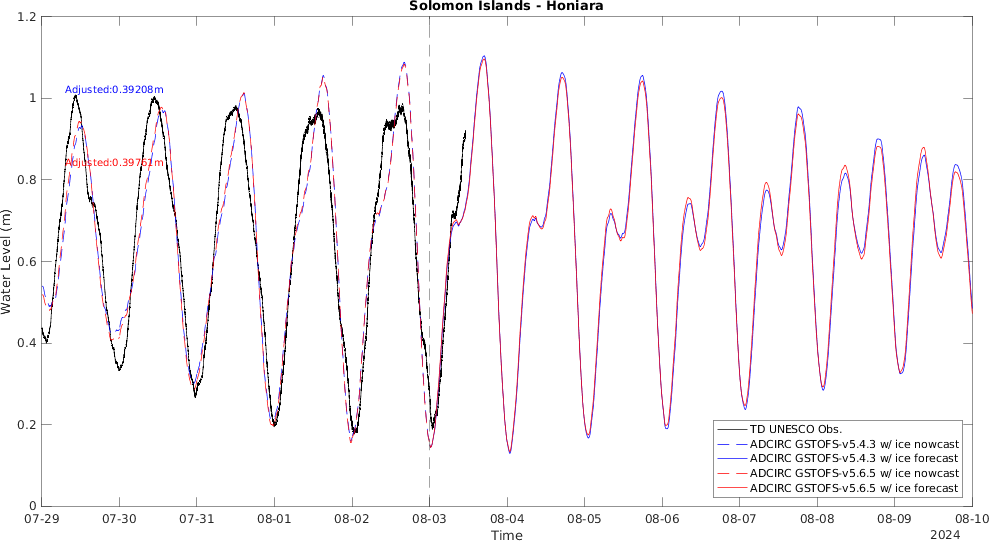 Solomon Islands - Honiara
Water Level (m)
1.2
1
0.8
0.6
0.4
0.2
0
Adjusted:0.39208m
Adjusted:0.39761m
TD UNESCO Obs.
ADCIRC GSTOFS-v5.4.3 w/ ice nowcast
ADCIRC GSTOFS-v5.4.3 w/ ice forecast
ADCIRC GSTOFS-v5.6.5 w/ ice nowcast
ADCIRC GSTOFS-v5.6.5 w/ ice forecast
07-29 07-30 07-31 08-01 08-02 08-03 08-04 08-05 08-06 08-07 08-08 08-09 08-10
Time
2024